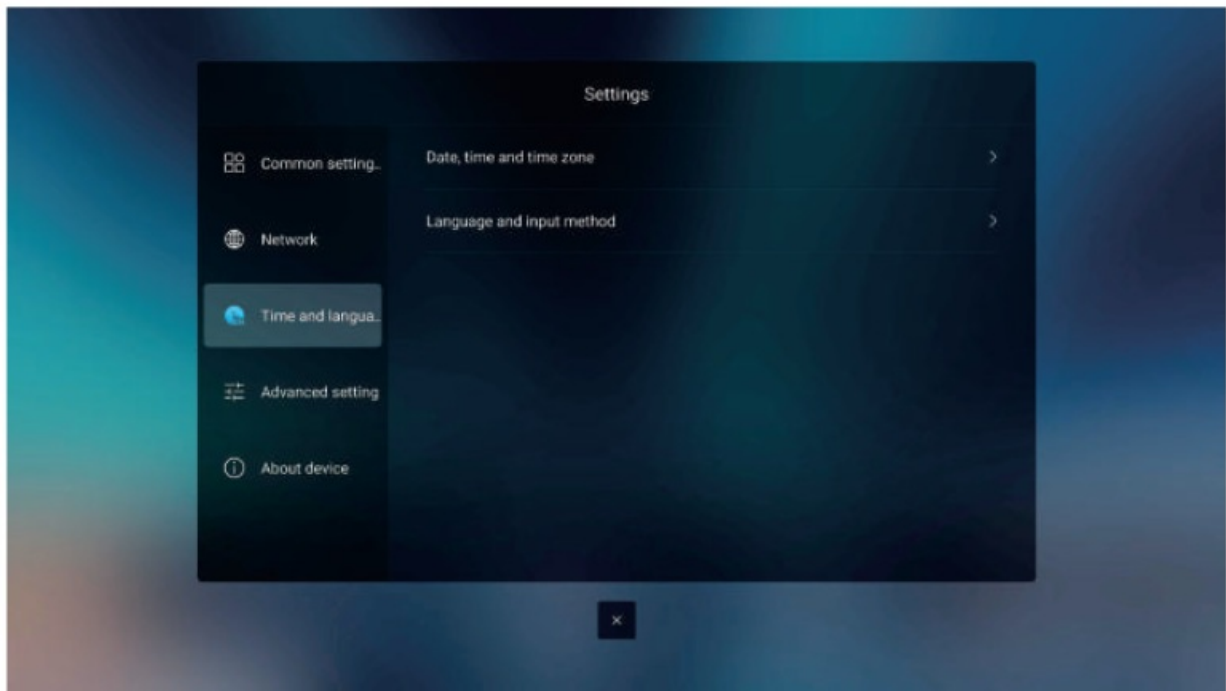 Settings
Common setting..
Date, time and time zone
Network
Language and input method
Time and langua..
Advanced setting
About device